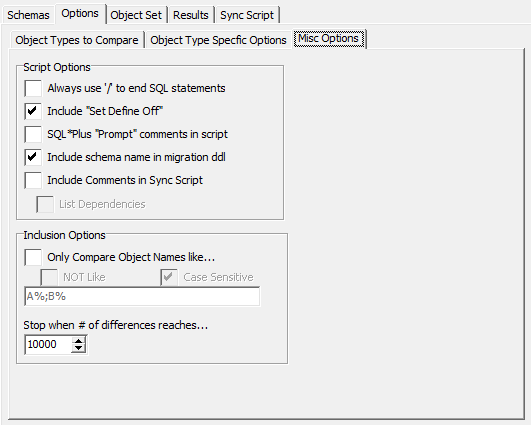 Schemas Options Object Set Results Sync Script
Object Types to Compare Object Type Specfic Options Misc Options
Script Options
Always use '/' to end SQL statements
Include "Set Define Off"
SQL*Plus "Prompt" comments in script
Include schema name in migration ddl
Include Comments in Sync Script
List Dependencies
Inclusion Options
Only Compare Object Names like...
NOT Like Case Sensitive
A%;B%
Stop when # of differences reaches...
10000